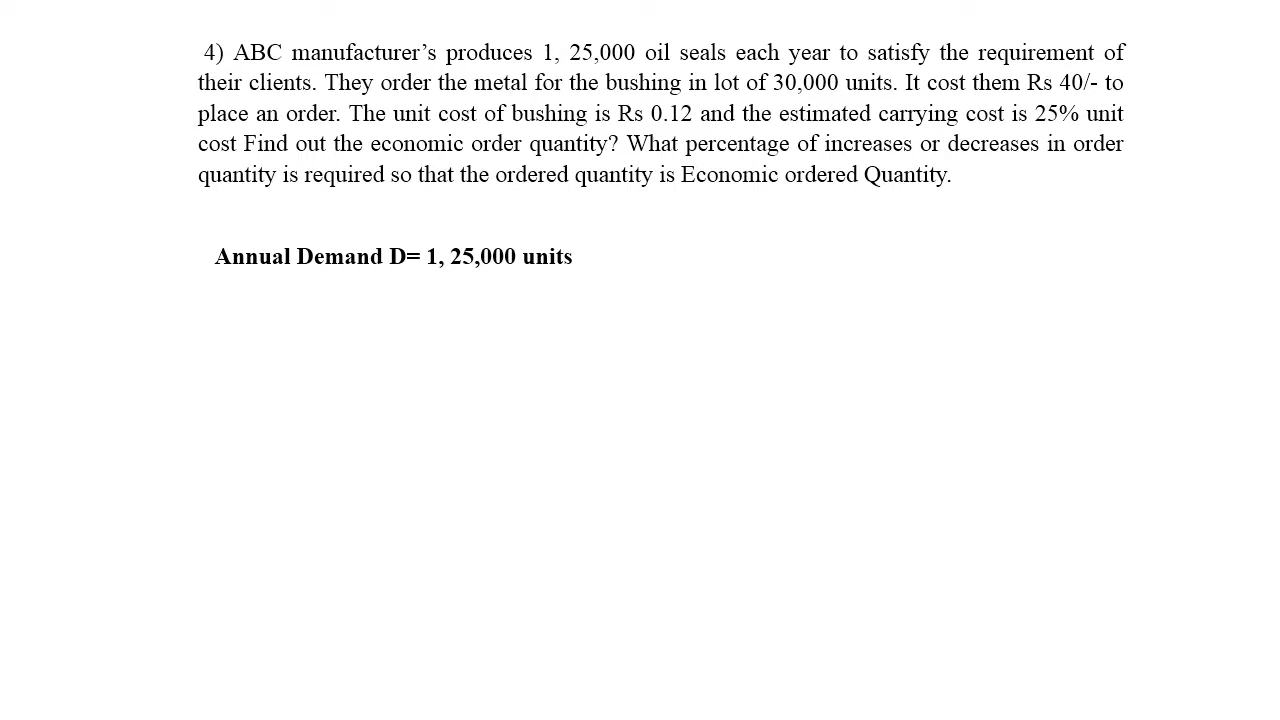 4) ABC manufacturer’s produces 1, 25,000 oil seals each year to satisfy the requirement of
their clients. They order the metal for the bushing in lot of 30,000 units. It cost them Rs 40/- to
place an order. The unit cost of bushing is Rs 0.12 and the estimated carrying cost is 25% unit
cost Find out the economic order quantity? What percentage of increases or decreases in order
quantity is required so that the ordered quantity is Economic ordered Quantity.
Annual Demand D= 1, 25,000 units